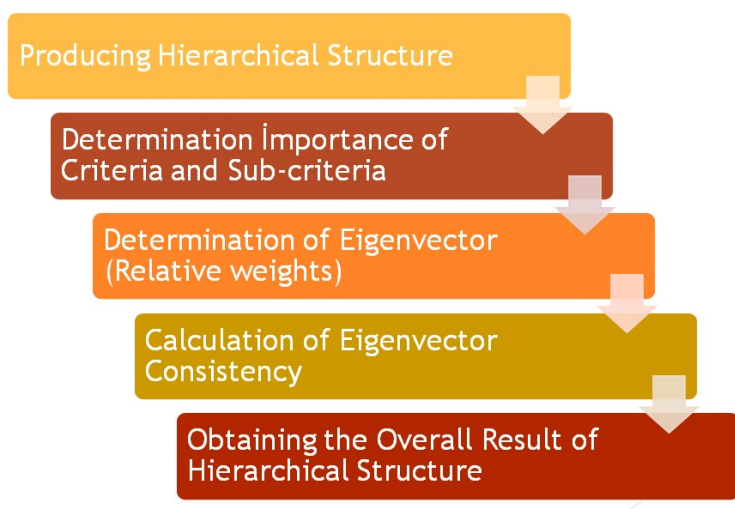 Producing Hierarchical Structure
Determination İmportance of
Criteria and Sub-criteria
Determination of Eigenvector
(Relative weights)
Calculation of Eigenvector
Consistency
Obtaining the Overall Result of
Hierarchical Structure